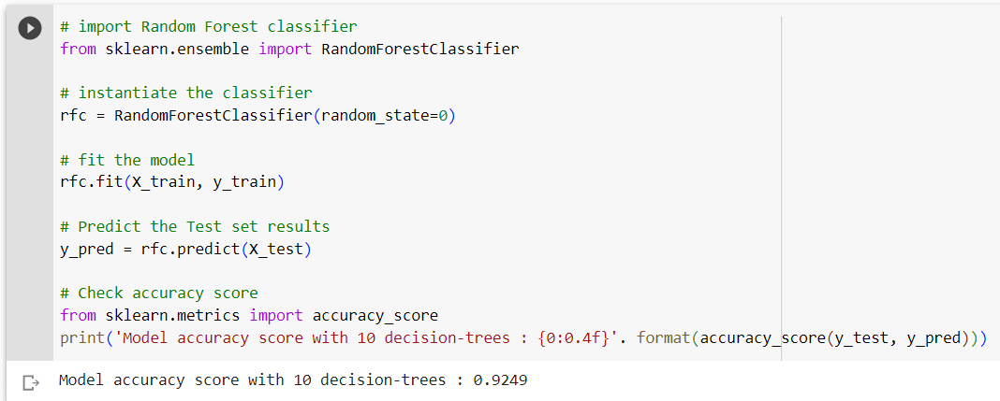 # import Random Forest classifier
from sklearn.ensemble import RandomForestClassifier
# instantiate the classifier
rfc = RandomForestClassifier(random_state=0)
# fit the model
rfc.fit(X_train, y_train)
# Predict the Test set results
y_pred = rfc.predict(X_test)
# Check accuracy score
from sklearn.metrics import accuracy_score
print('Model accuracy score with 10 decision-trees : {0:0.4f}'. format(accuracy_score(y_test, y_pred)))
Model accuracy score with 10 decision-trees : 0.9249